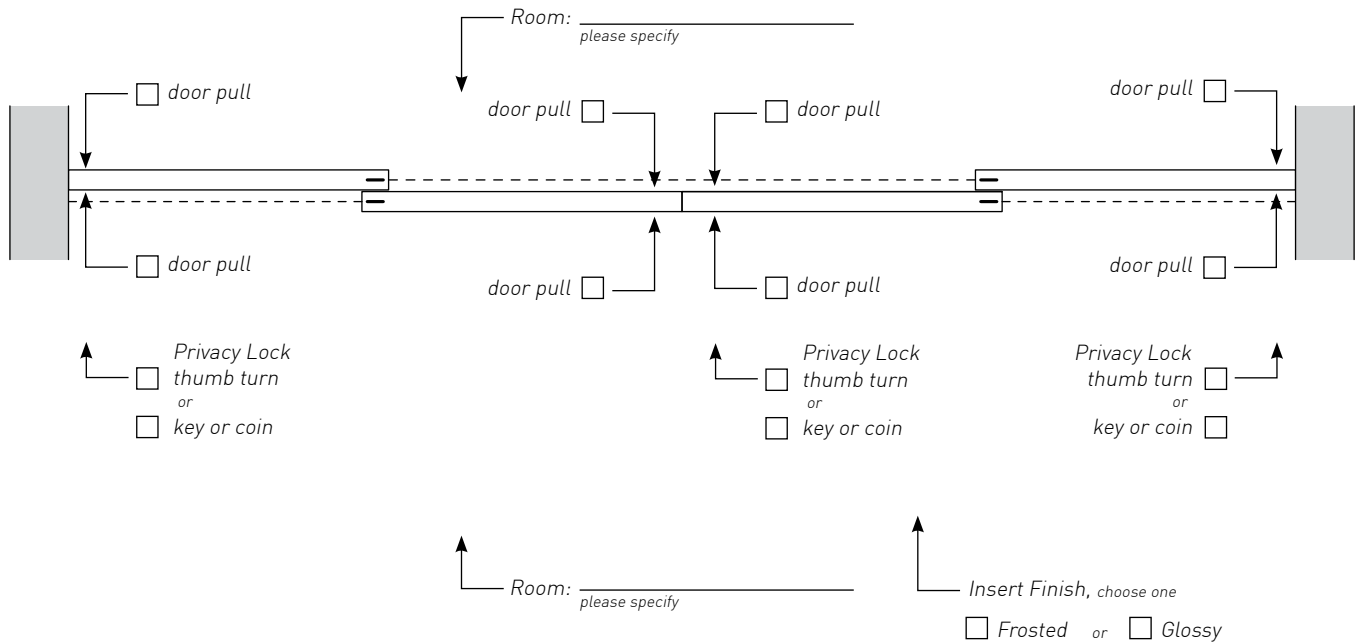 Room:
please specify
door pull
door pull
door pull
door pull
door pull
door pull
door pull
door pull
Privacy Lock
thumb turn
or
key or coin
Privacy Lock
thumb turn
or
key or coin
Privacy Lock
thumb turn
or
key or coin
Room:
please specify
Insert Finish, choose one
Frosted or Glossy